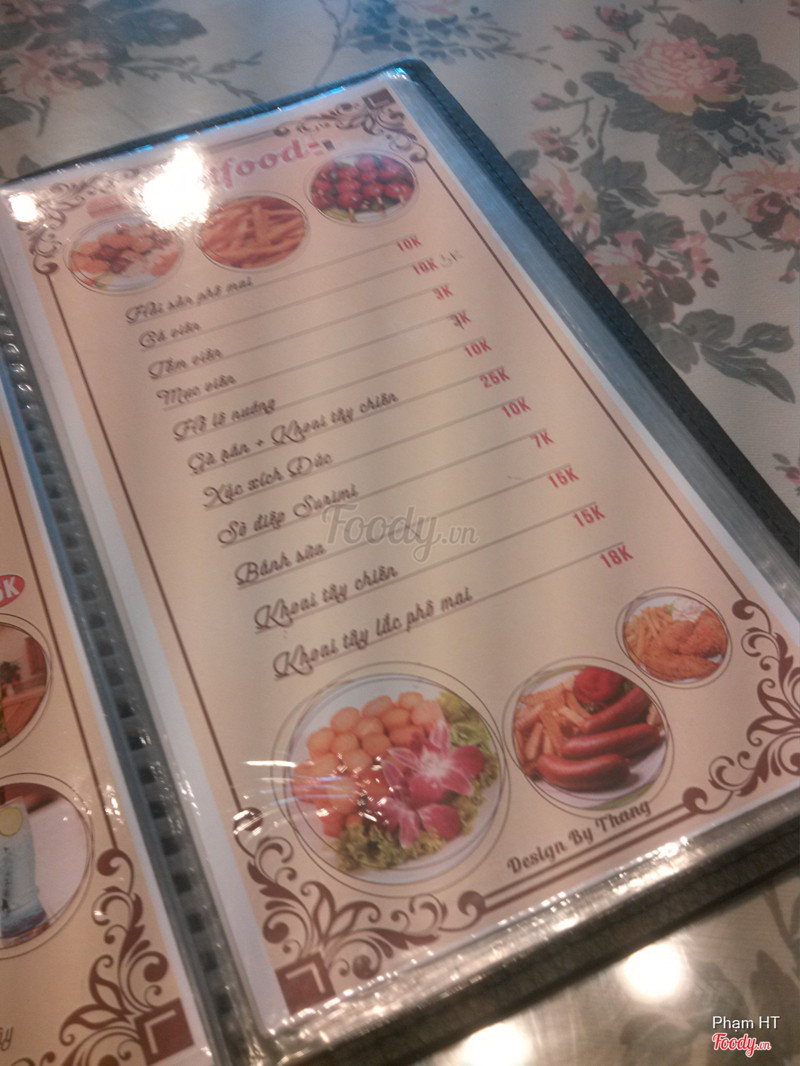 Hải sản phô mai 10K
Cá viên 10K 3K
Tôm viên 3K
Mực viên 3K
Hồ lô nướng 10K
Gà rán + Khoai tây chiên 25K
Xúc xích Đức 10K
Sò điệp Surimi 7K
Bánh sữa 15K
Khoai tây chiên 15K
Khoai tây lắc phô mai 18K
Foody.vn
Design By Thang
Phạm HT
Foody.vn